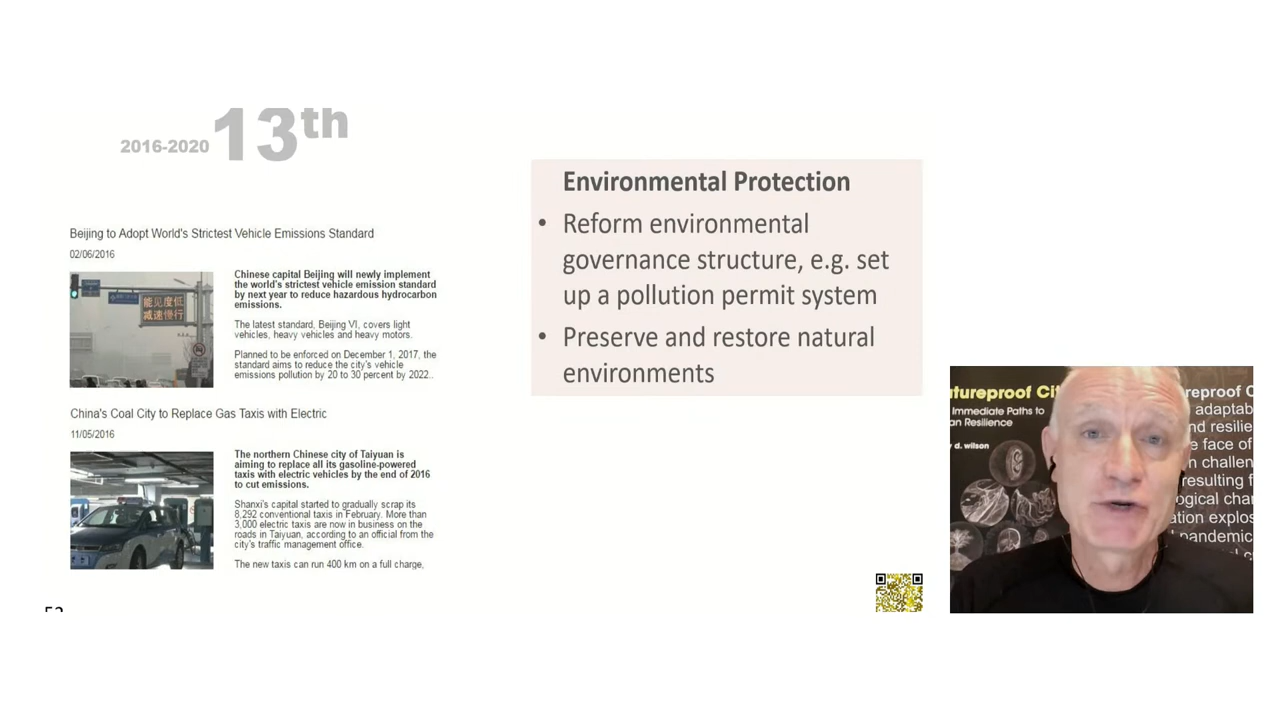 2016-2020 13th
Beijing to Adopt World's Strictest Vehicle Emissions Standard
02/06/2016
能见度低
减速慢行
Chinese capital Beijing will newly implement
the world's strictest vehicle emission standard
by next year to reduce hazardous hydrocarbon
emissions.
The latest standard, Beijing VI, covers light
vehicles, heavy vehicles and heavy motors.
Planned to be enforced on December 1, 2017, the
standard aims to reduce the city's vehicle
emissions pollution by 20 to 30 percent by 2022..
China's Coal City to Replace Gas Taxis with Electric
11/05/2016
The northern Chinese city of Taiyuan is
aiming to replace all its gasoline-powered
taxis with electric vehicles by the end of 2016
to cut emissions.
Shanxi's capital started to gradually scrap its
8,292 conventional taxis in February. More than
3,000 electric taxis are now in business on the
roads in Taiyuan, according to an official from the
city's traffic management office.
The new taxis can run 400 km on a full charge,
Environmental Protection
• Reform environmental
governance structure, e.g. set
up a pollution permit system
• Preserve and restore natural
environments
utureproof Cit
Immediate Paths to
an Resilience
y d. wilson
reproof C
adaptab
nd resilie
e face of
n challen
resulting f
ogical cha
ation explos
pandemic